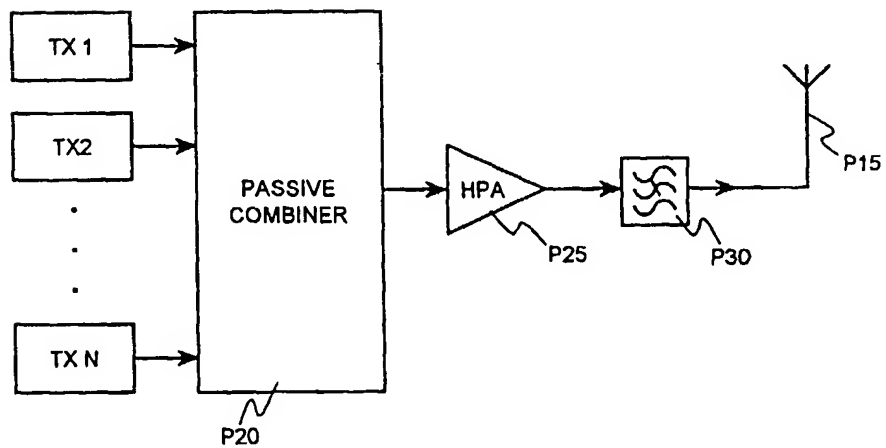 TX 1
TX2
TX N
PASSIVE
COMBINER
P20
HPA
P25
P30
P15